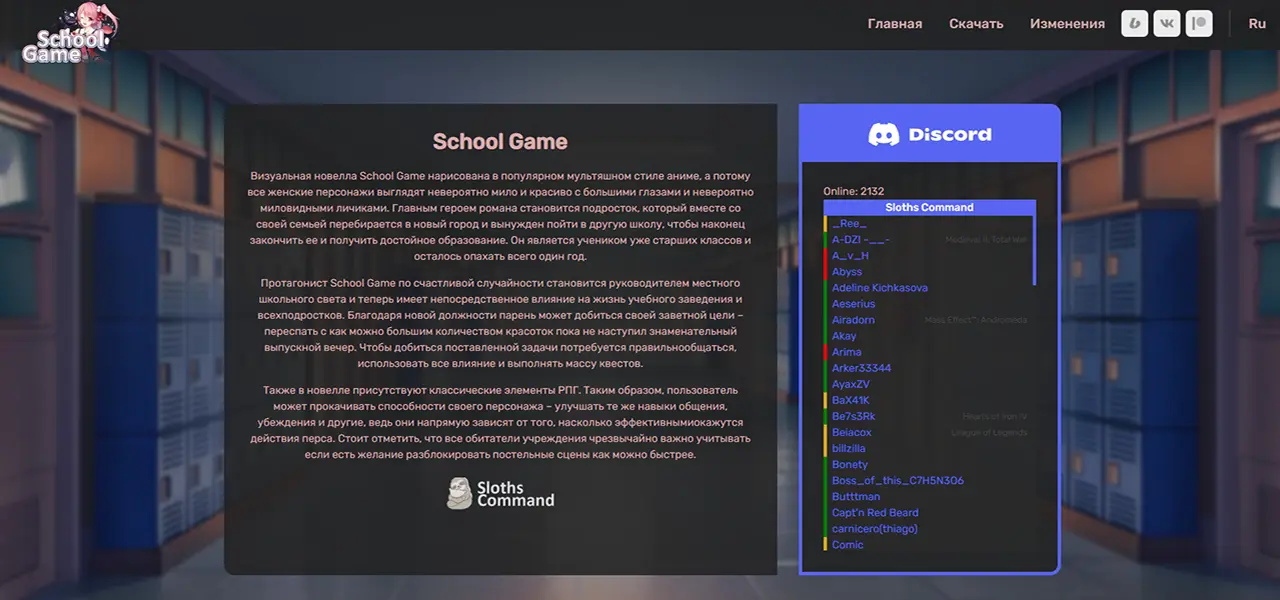 School
Game
Главная
Скачать
Изменения
Ru
School Game
Визуальная новелла School Game нарисована в популярном мультяшном стиле аниме, а потому
все женские персонажи выглядят невероятно мило и красиво с большими глазами и невероятно
миловидными личиками. Главным героем романа становится подросток, который вместе со
своей семьей перебирается в новый город и вынужден пойти в другую школу, чтобы наконец
закончить ее и получить достойное образование. Он является учеником уже старших классов и
осталось опахать всего один год.
Протагонист School Game по счастливой случайности становится руководителем местного
школьного света и теперь имеет непосредственное влияние на жизнь учебного заведения и
всехподростков. Благодаря новой должности парень может добиться своей заветной цели –
переспать с как можно большим количеством красоток пока не наступил знаменательный
выпускной вечер. Чтобы добиться поставленной задачи потребуется правильнообщаться,
использовать все влияние и выполнять массу квестов.
Также в новелле присутствуют классические элементы РПГ. Таким образом, пользователь
может прокачивать способности своего персонажа – улучшать те же навыки общения,
убеждения и другие, ведь они напрямую зависят от того, насколько эффективнымиокажутся
действия перса. Стоит отметить, что все обитатели учреждения чрезвычайно важно учитывать
если есть желание разблокировать постельные сцены как можно быстрее.
Sloths
Command
Discord
Online: 2132
Sloths Command
_Ree_
A-DZI -__-
Medieval II: Total War
A_v_H
Abyss
Adeline Kichkasova
Aeserius
Airadorn
Mass Effect™: Andromeda
Akay
Arima
Arker33344
AyaxZV
BaX41K
Be7s3Rk
Hearts of Iron IV
Beiacox
League of Legends
billzilla
Bonety
Boss_of_this_C7H5N3O6
Butttman
Capt'n Red Beard
carnicero(thiago)
Comic